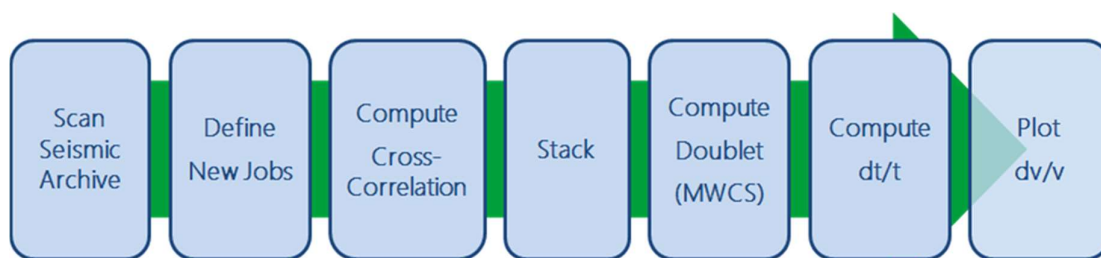 Scan
Seismic
Archive
Define
New Jobs
Compute
Cross-
Correlation
Stack
Compute
Doublet
(MWCS)
Compute
dt/t
Plot
dv/v